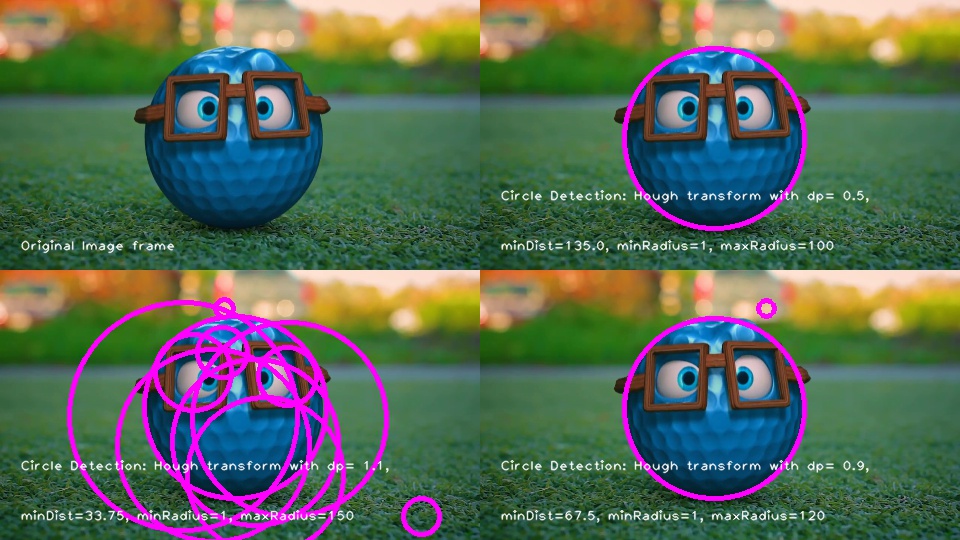 Original Image frame
Circle Detection: Hough transform with dp= 0.5,
minDist=135.0, minRadius=1, maxRadius=100
Circle Detection: Hough transform with dp= 1.1,
minDist=33.75, minRadius=1, maxRadius=150
Circle Detection: Hough transform with dp= 0.9,
minDist=67.5, minRadius=1, maxRadius=120